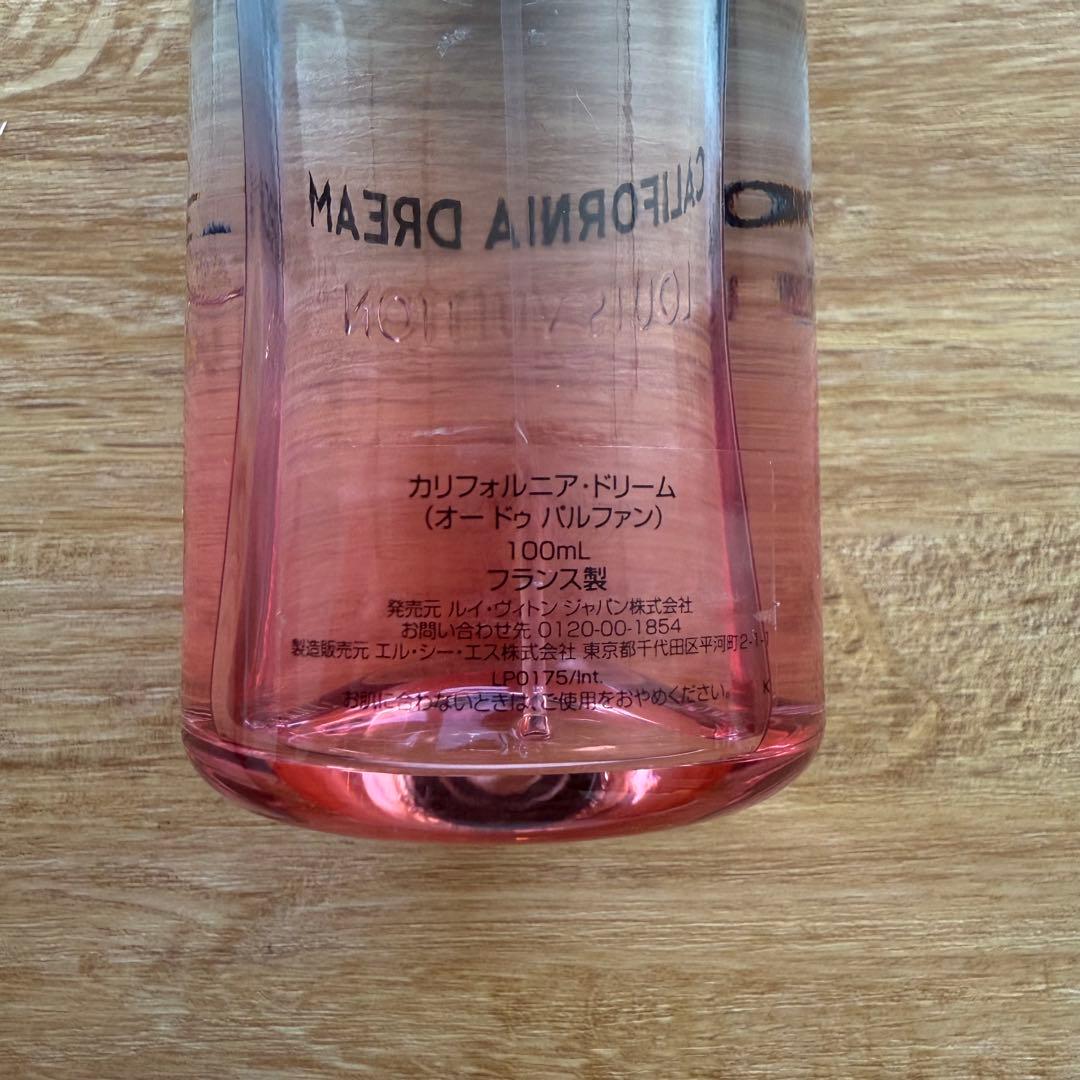 CALIFORNIA DREAM
LOUIS VUITTON
カリフォルニア・ドリーム
(オー ドゥ パルファン)
100mL
フランス製
発売元 ルイ・ヴィトン ジャパン株式会社
お問い合わせ先 0120-00-1854
製造販売元 エル・シー・エス株式会社 東京都千代田区平河町2-1-1
LP0175/Int.
お肌に合わないときは、ご使用をおやめください。 K